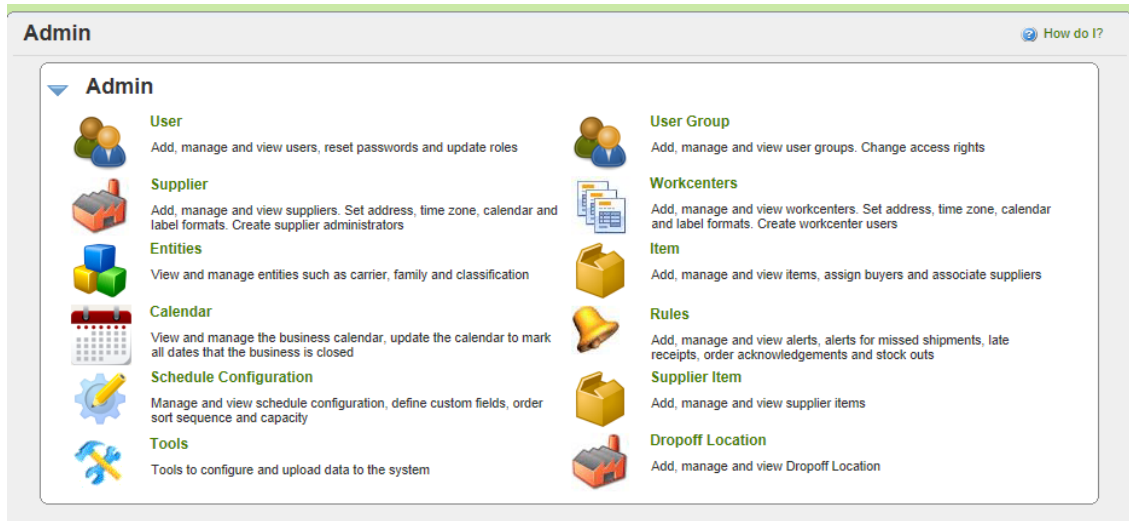 Admin
How do I?
Admin
User
Add, manage and view users, reset passwords and update roles
User Group
Add, manage and view user groups. Change access rights
Supplier
Add, manage and view suppliers. Set address, time zone, calendar and
label formats. Create supplier administrators
Workcenters
Add, manage and view workcenters. Set address, time zone, calendar
and label formats. Create workcenter users
Entities
View and manage entities such as carrier, family and classification
Item
Add, manage and view items, assign buyers and associate suppliers
Calendar
View and manage the business calendar, update the calendar to mark
all dates that the business is closed
Rules
Add, manage and view alerts, alerts for missed shipments, late
receipts, order acknowledgements and stock outs
Schedule Configuration
Manage and view schedule configuration, define custom fields, order
sort sequence and capacity
Supplier Item
Add, manage and view supplier items
Tools
Tools to configure and upload data to the system
Dropoff Location
Add, manage and view Dropoff Location